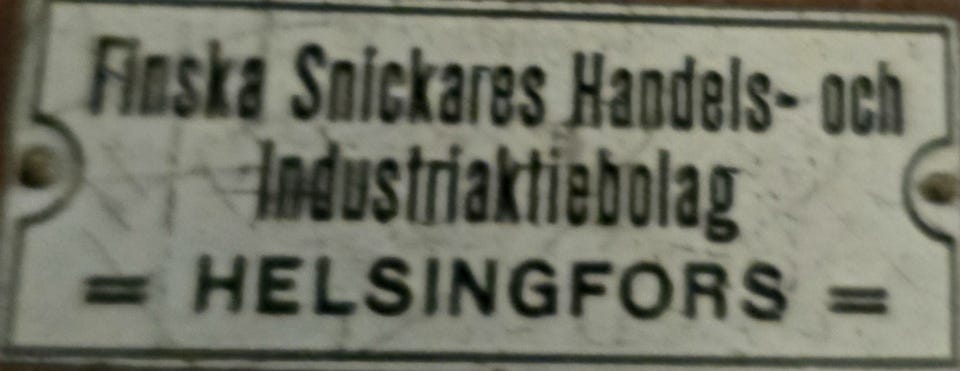 Finska Snickares Handels- och
Industriaktiebolag
= HELSINGFORS =